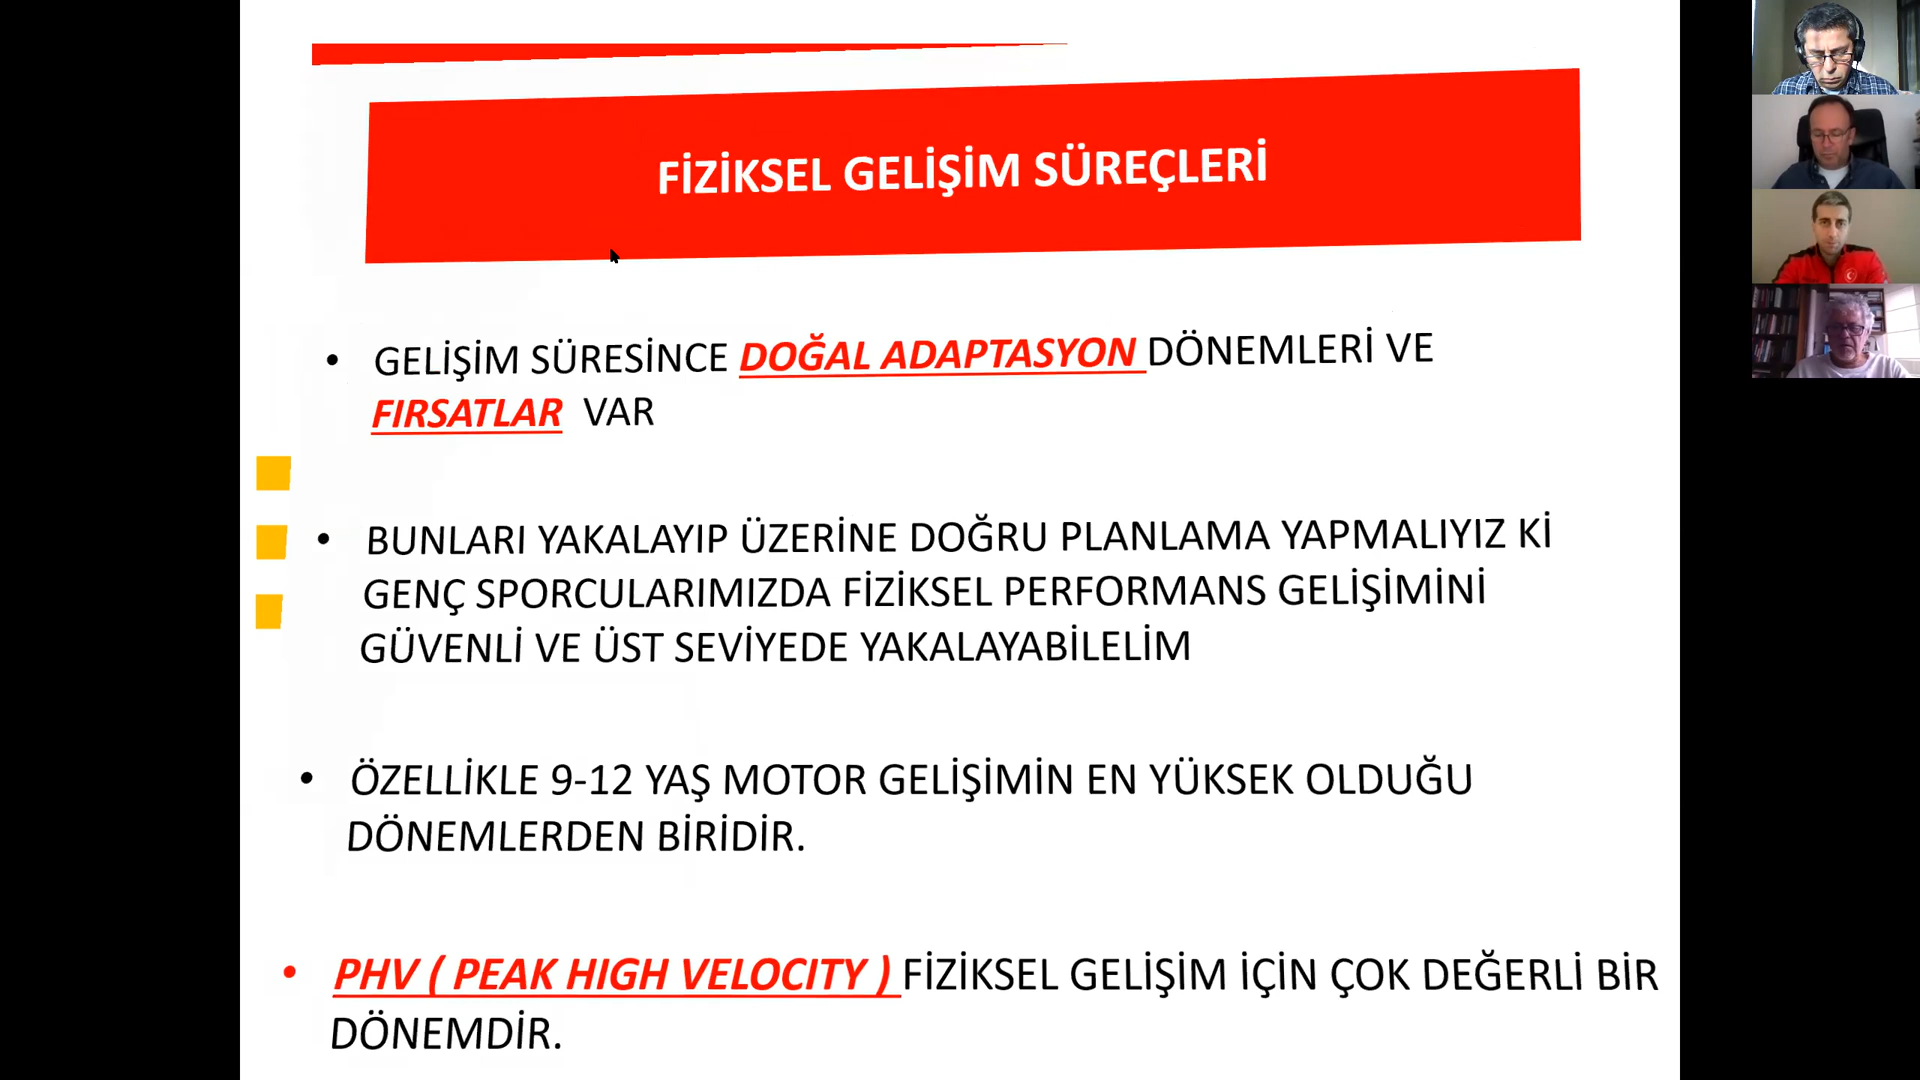 FİZİKSEL GELİŞİM SÜREÇLERİ
• GELİŞİM SÜRESİNCE DOĞAL ADAPTASYON DÖNEMLERİ VE
FIRSATLAR VAR
• BUNLARI YAKALAYIP ÜZERİNE DOĞRU PLANLAMA YAPMALIYIZ Kİ
GENÇ SPORCULARIMIZDA FİZİKSEL PERFORMANS GELİŞİMİNİ
GÜVENLİ VE ÜST SEVİYEDE YAKALAYABİLELİM
• ÖZELLİKLE 9-12 YAŞ MOTOR GELİŞİMİN EN YÜKSEK OLDUĞU
DÖNEMLERDEN BİRİDİR.
• PHV ( PEAK HIGH VELOCITY ) FİZİKSEL GELİŞİM İÇİN ÇOK DEĞERLİ BİR
DÖNEMDİR.